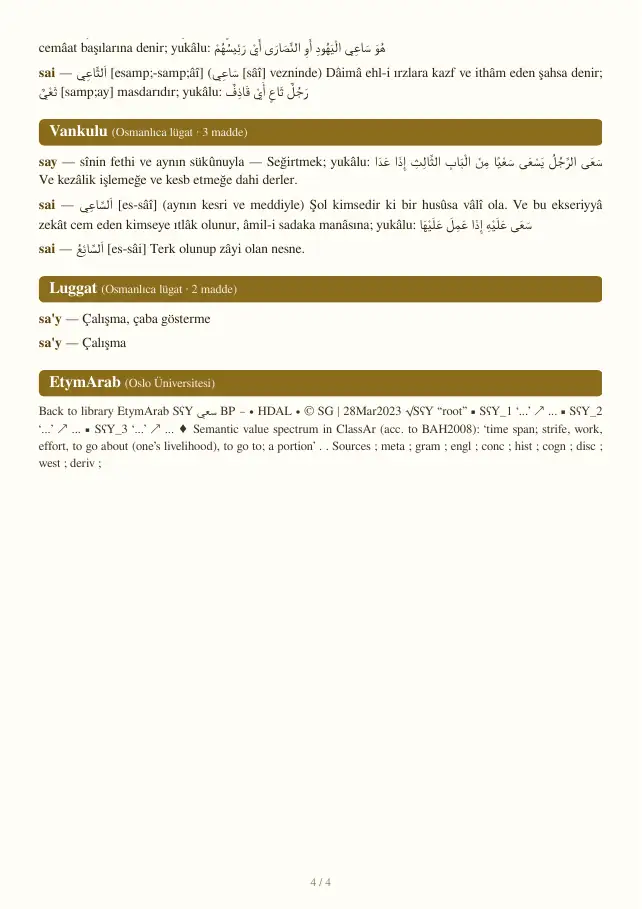 cemâat başılarına denir; yukâlu: هُوَ سَاعِي الْيَهُودِ أَوِ النَّصَارَى أَيْ رَئِيسُهُمْ
sai — اَلثَّاعِي [esamp;-samp;âî] (سَاعِي [sâî] vezninde) Dâimâ ehl-i ırzlara kazf ve ithâm eden şahsa denir;
ثَعْيٌ [samp;ay] masdarıdır; yukâlu: رَجُلٌ ثَاعٍ أَيْ قَاذِفٌ
Vankulu (Osmanlıca lügat · 3 madde)
say — sînin fethi ve aynın sükûnuyla — Seğirtmek; yukâlu: سَعَى الرَّجُلُ يَسْعَى سَعْيًا مِنَ الْبَابِ الثَّالِثِ إِذَا عَدَا
Ve kezâlik işlemeğe ve kesb etmeğe dahi derler.
sai — اَلسَّاعِي [es-sâî] (aynın kesri ve meddiyle) Şol kimsedir ki bir husûsa vâlî ola. Ve bu ekseriyyâ
zekât cem eden kimseye ıtlâk olunur, âmil-i sadaka manâsına; yukâlu: سَعَى عَلَيْهِ إِذَا عَمِلَ عَلَيْهَا
sai — اَلسَّائِعُ [es-sâi] Terk olunup zâyi olan nesne.
Luggat (Osmanlıca lügat · 2 madde)
sa'y — Çalışma, çaba gösterme
sa'y — Çalışma
EtymArab (Oslo Üniversitesi)
Back to library EtymArab SʕY سعي BP – • HDAL • © SG | 28Mar2023 √SʕY “root” ▪ SʕY_1 ‘...’ ↗ ... ▪ SʕY_2
‘...’ ↗ ... ▪ SʕY_3 ‘...’ ↗ ... ♦ Semantic value spectrum in ClassAr (acc. to BAH2008): ‘time span; strife, work,
effort, to go about (one’s livelihood), to go to; a portion’ . . Sources ; meta ; gram ; engl ; conc ; hist ; cogn ; disc ;
west ; deriv ;
4 / 4